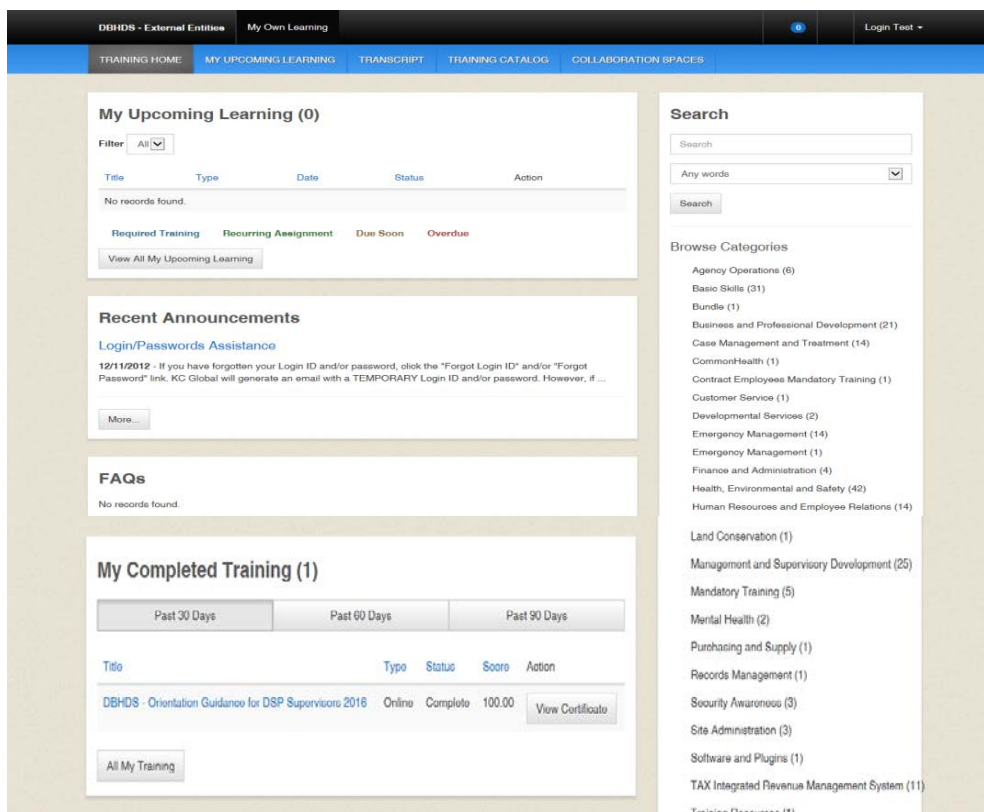 DBHDS - External Entities My Own Learning 0 Login Test
TRAINING HOME MY UPCOMING LEARNING TRANSCRIPT TRAINING CATALOG COLLABORATION SPACES
My Upcoming Learning (0)
Filter All
Title Type Date Status Action
No records found.
Required Training Recurring Assignment Due Soon Overdue
View All My Upcoming Learning
Recent Announcements
Login/Passwords Assistance
12/11/2012 - If you have forgotten your Login ID and/or password, click the "Forgot Login ID" and/or "Forgot
Password" link. KC Global will generate an email with a TEMPORARY Login ID and/or password. However, if ...
More...
FAQs
No records found.
My Completed Training (1)
Past 30 Days Past 60 Days Past 90 Days
Title Type Status Score Action
DBHDS - Orientation Guidance for DSP Supervisors 2016 Online Complete 100.00 View Certificate
All My Training
Search
Search
Any words
Search
Browse Categories
Agency Operations (6)
Basic Skills (31)
Bundle (1)
Business and Professional Development (21)
Case Management and Treatment (14)
CommonHealth (1)
Contract Employees Mandatory Training (1)
Customer Service (1)
Developmental Services (2)
Emergency Management (14)
Emergency Management (1)
Finance and Administration (4)
Health, Environmental and Safety (42)
Human Resources and Employee Relations (14)
Land Conservation (1)
Management and Supervisory Development (25)
Mandatory Training (5)
Mental Health (2)
Purchasing and Supply (1)
Records Management (1)
Security Awareness (3)
Site Administration (3)
Software and Plugins (1)
TAX Integrated Revenue Management System (11)
Training Resources (1)